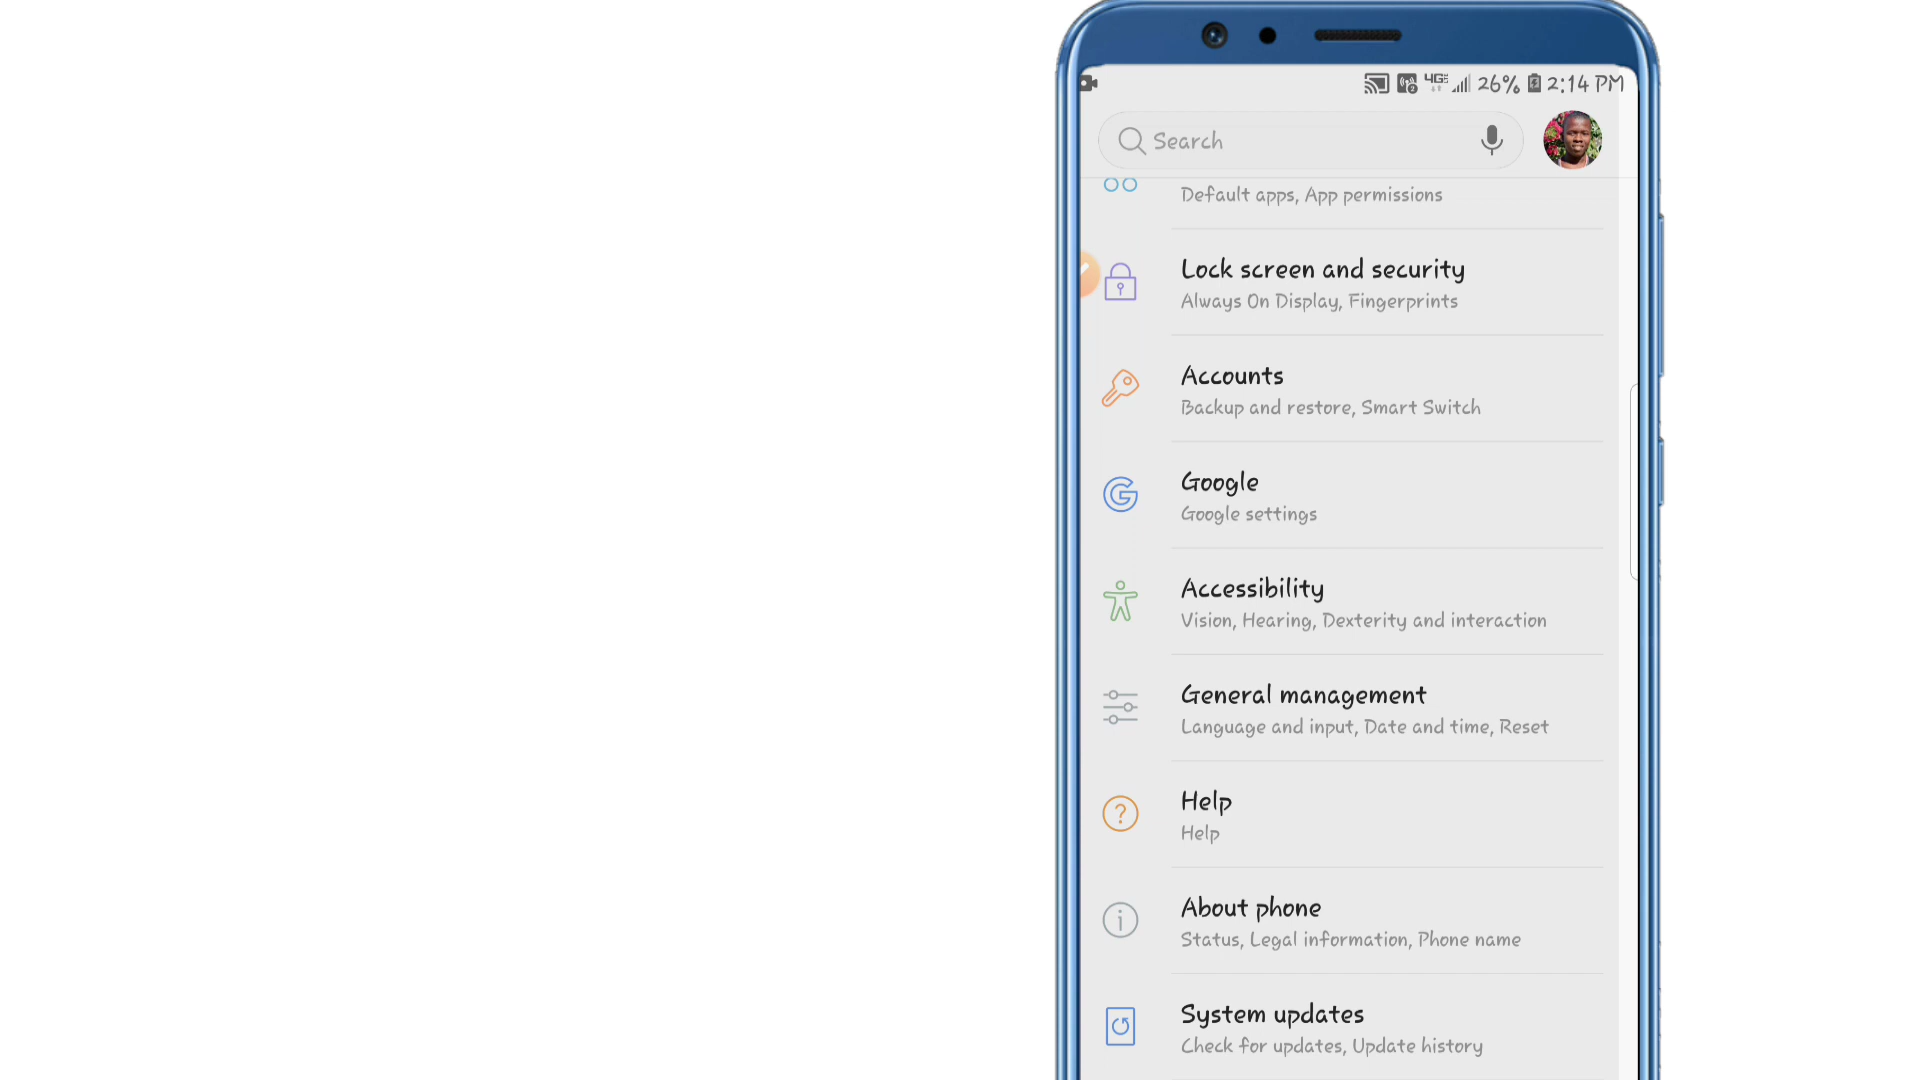 4GE 26% 2:14 PM
Search
Default apps, App permissions
Lock screen and security
Always On Display, Fingerprints
Accounts
Backup and restore, Smart Switch
Google
Google settings
Accessibility
Vision, Hearing, Dexterity and interaction
General management
Language and input, Date and time, Reset
Help
Help
About phone
Status, Legal information, Phone name
System updates
Check for updates, Update history